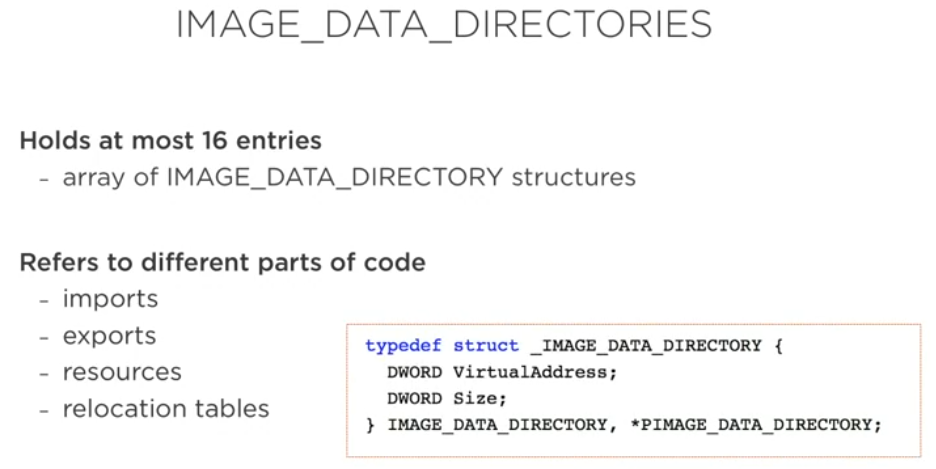 IMAGE_DATA_DIRECTORIES
Holds at most 16 entries
- array of IMAGE_DATA_DIRECTORY structures
Refers to different parts of code
- imports
- exports
- resources
- relocation tables
typedef struct _IMAGE_DATA_DIRECTORY {
DWORD VirtualAddress;
DWORD Size;
} IMAGE_DATA_DIRECTORY, *PIMAGE_DATA_DIRECTORY;